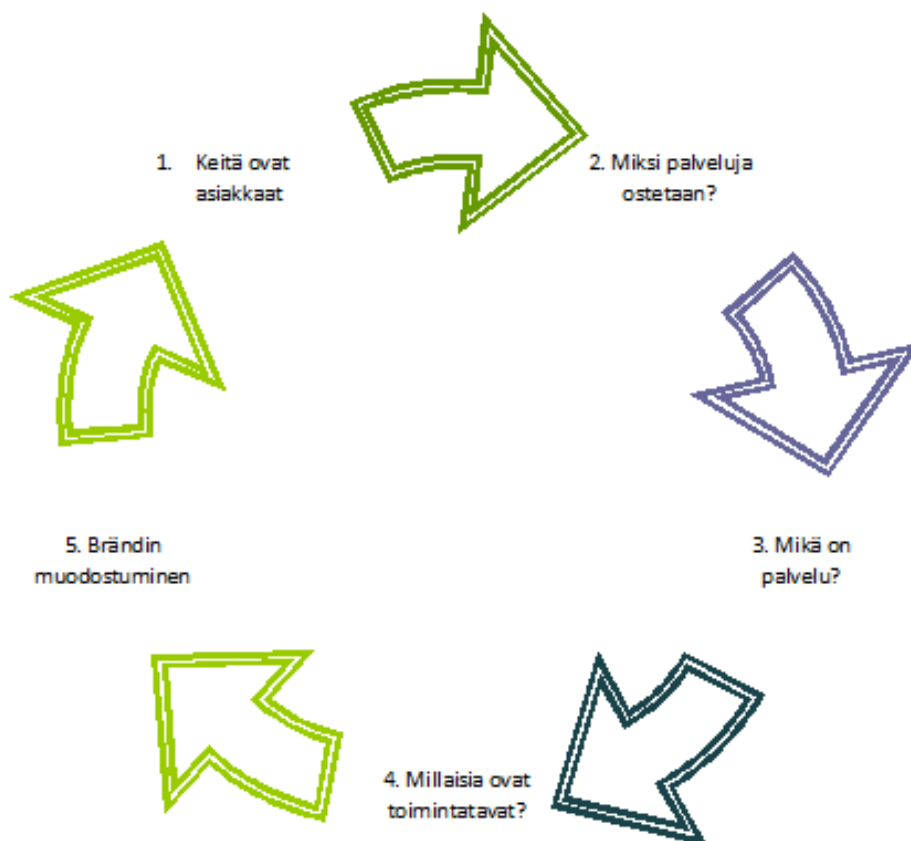 1. Keitä ovat
asiakkaat
2. Miksi palveluja
ostetaan?
3. Mikä on
palvelu?
4. Millaisia ovat
toimintatavat?
5. Brändin
muodostuminen